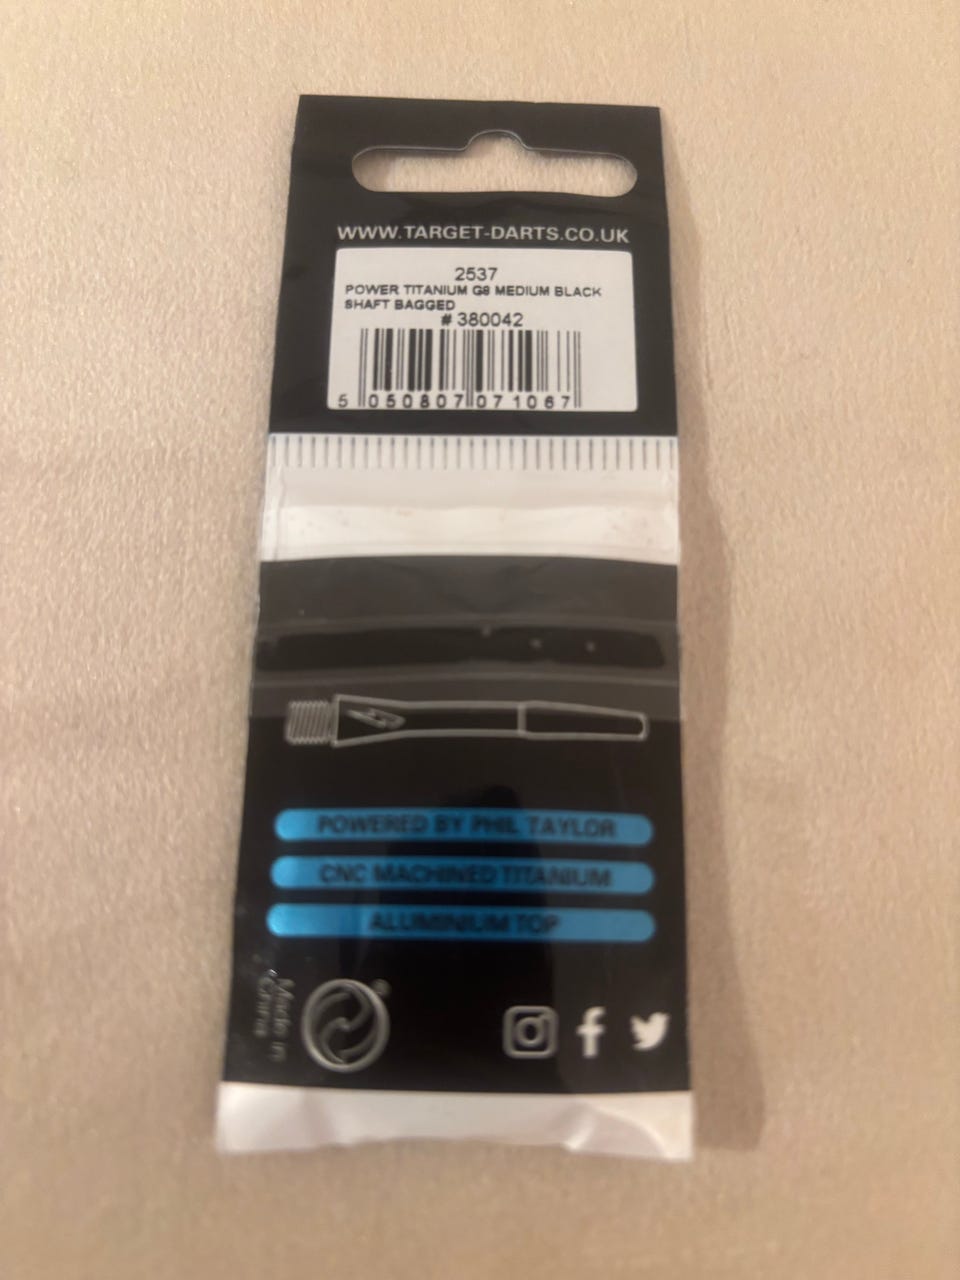 WWW.TARGET-DARTS.CO.UK
2537
POWER TITANIUM G8 MEDIUM BLACK
SHAFT BAGGED
# 380042
5 050807 071067
POWERED BY PHIL TAYLOR
CNC MACHINED TITANIUM
ALUMINIUM TOP
Made in
China